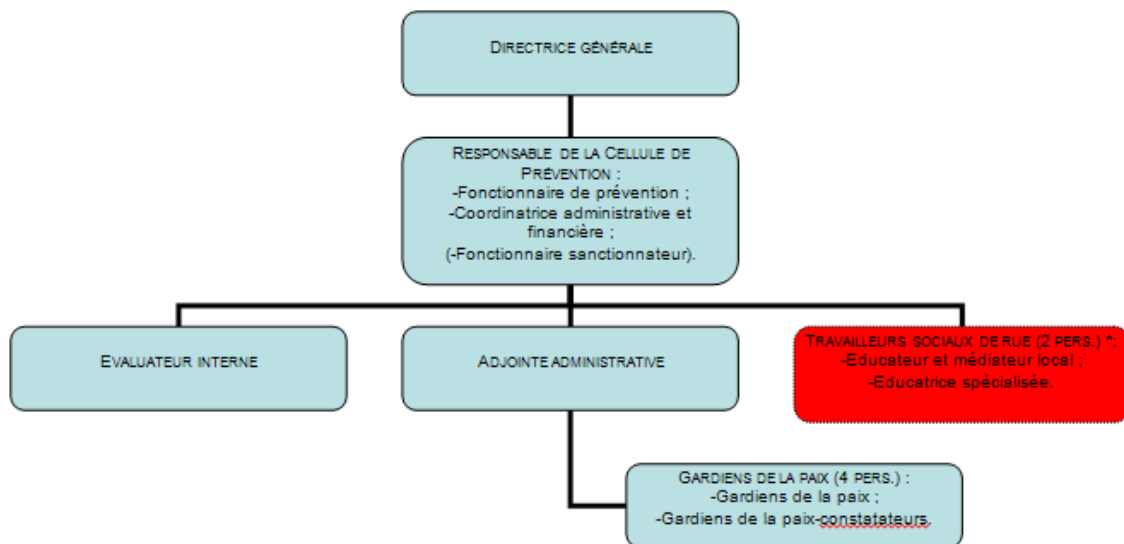 DIRECTRICE GÉNÉRALE
RESPONSABLE DE LA CELLULE DE
PRÉVENTION :
-Fonctionnaire de prévention ;
-Coordinatrice administrative et
financière ;
(-Fonctionnaire sanctionnateur).
EVALUATEUR INTERNE
ADJOINTE ADMINISTRATIVE
TRAVAILLEURS SOCIAUX DE RUE (2 PERS.) *:
-Educateur et médiateur local ;
-Educatrice spécialisée.
GARDIENS DE LA PAIX (4 PERS.) :
-Gardiens de la paix ;
-Gardiens de la paix-constatateurs.